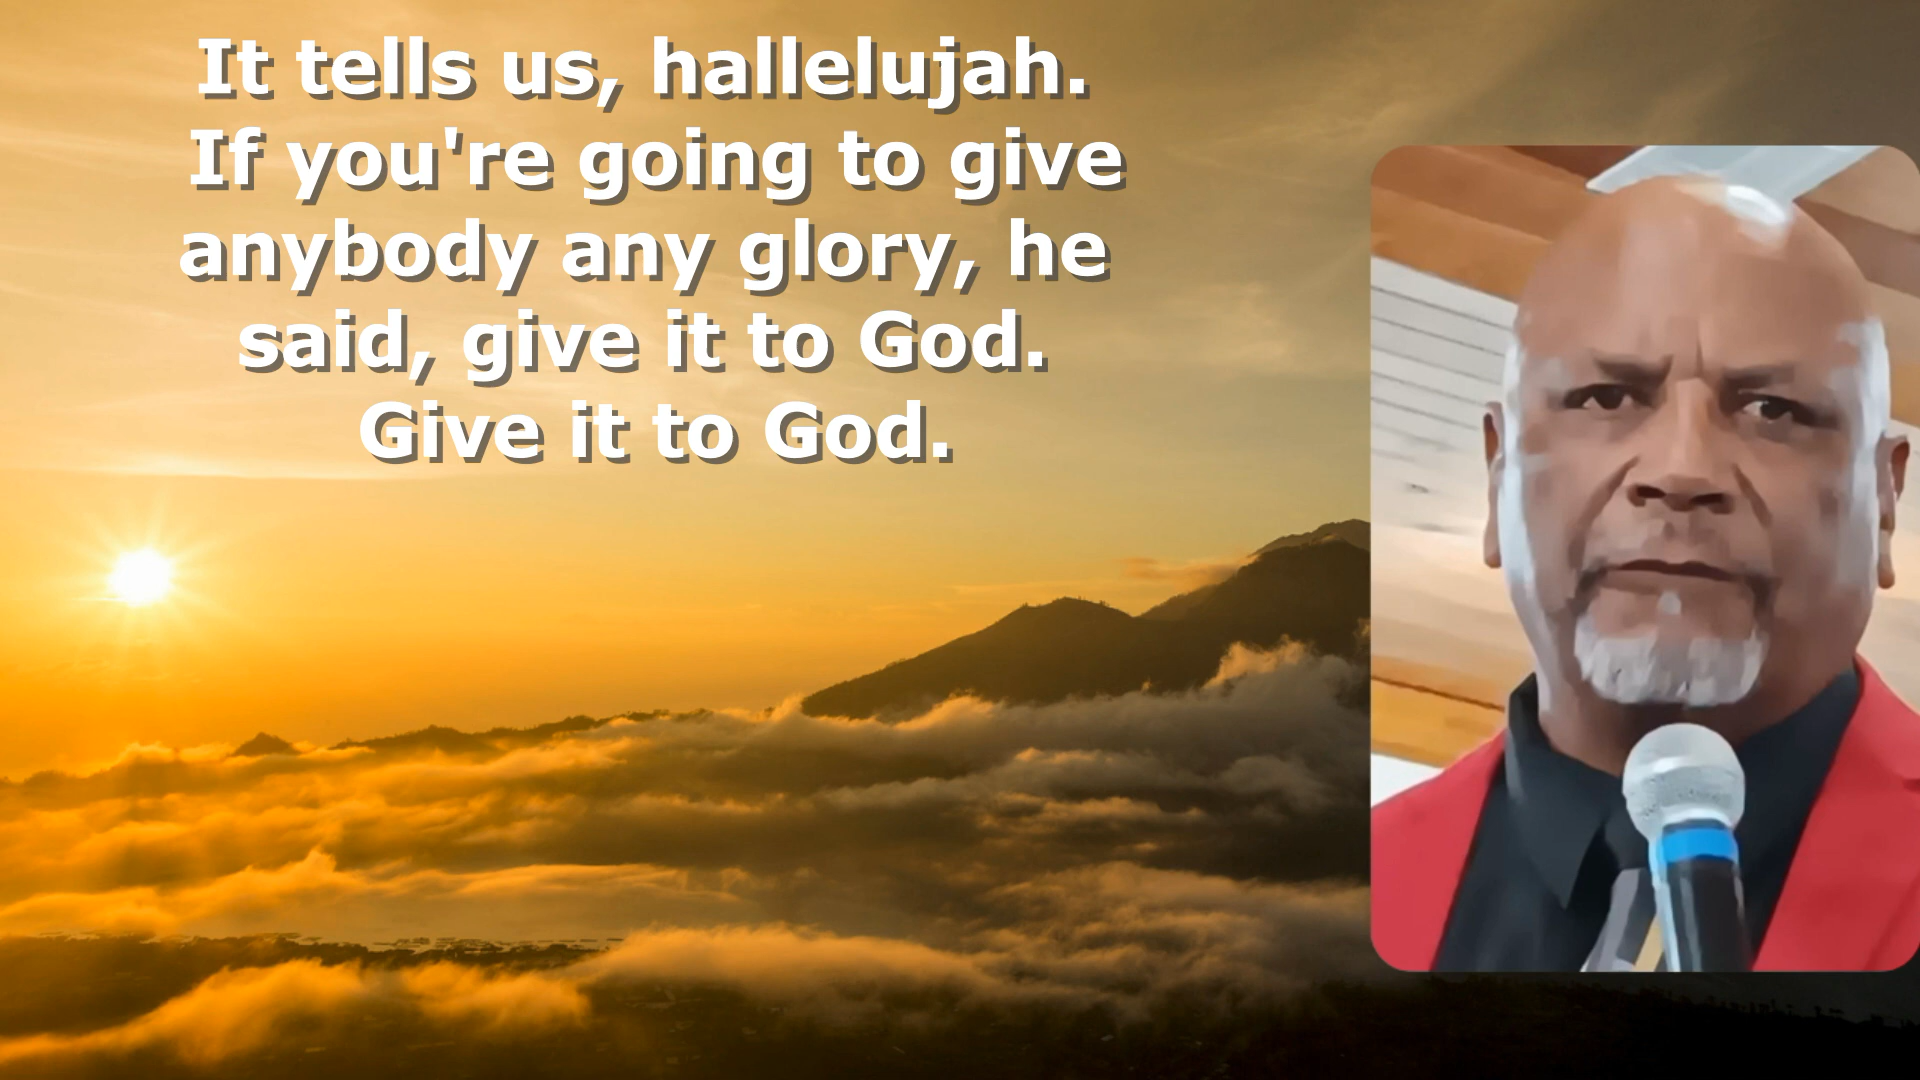 It tells us, hallelujah.
If you're going to give
anybody any glory, he
said, give it to God.
Give it to God.